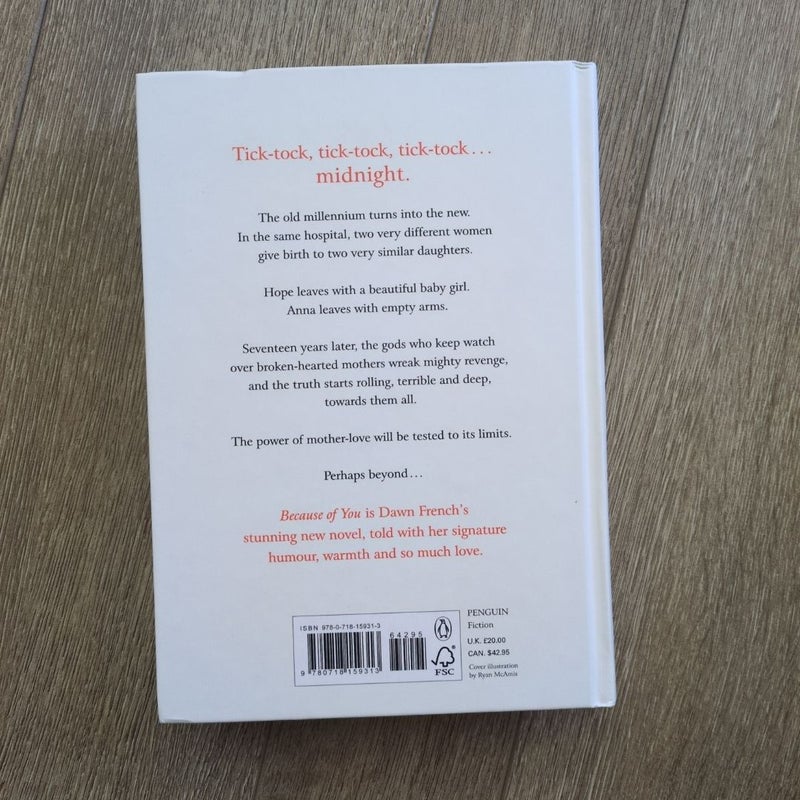 Tick-tock, tick-tock, tick-tock...
midnight.
The old millennium turns into the new.
In the same hospital, two very different women
give birth to two very similar daughters.
Hope leaves with a beautiful baby girl.
Anna leaves with empty arms.
Seventeen years later, the gods who keep watch
over broken-hearted mothers wreak mighty revenge,
and the truth starts rolling, terrible and deep,
towards them all.
The power of mother-love will be tested to its limits.
Perhaps beyond...
Because of You is Dawn French's
stunning new novel, told with her signature
humour, warmth and so much love.
ISBN 978-0-718-15931-3
64295
9 780718 159313
FSC
PENGUIN
Fiction
U.K. £20.00
CAN. $42.95
Cover illustration
by Ryan McAmis